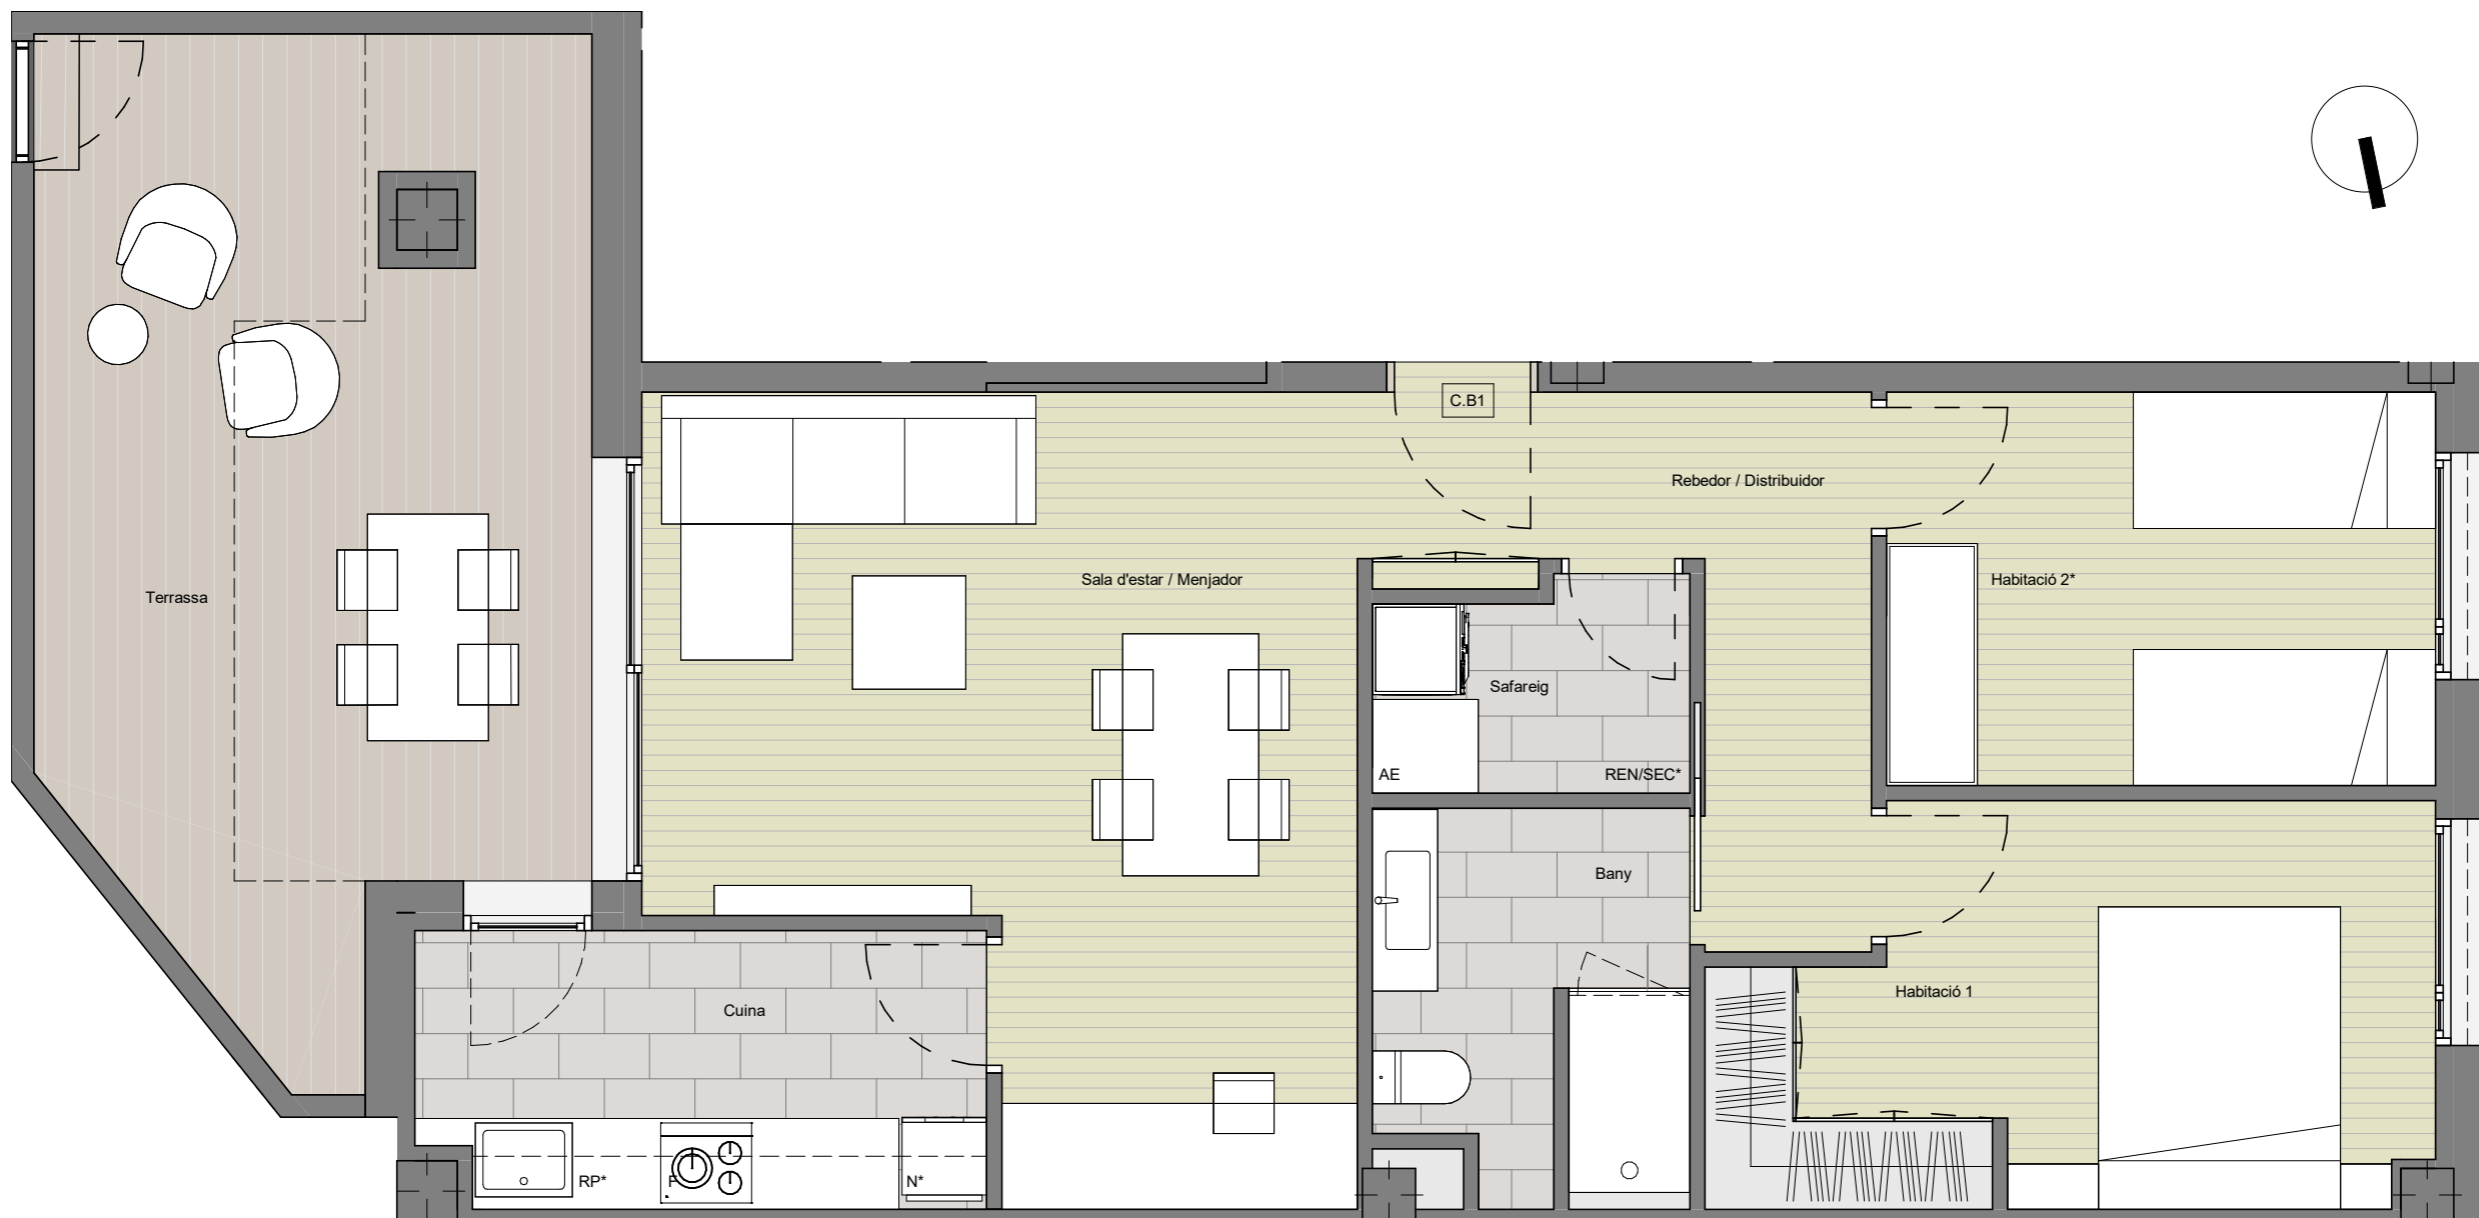 C.B1
Rebedor / Distribuidor
Sala d'estar / Menjador
Habitació 2*
Terrassa
Safareig
AE
REN/SEC*
Bany
Habitació 1
Cuina
RP*
F
N*